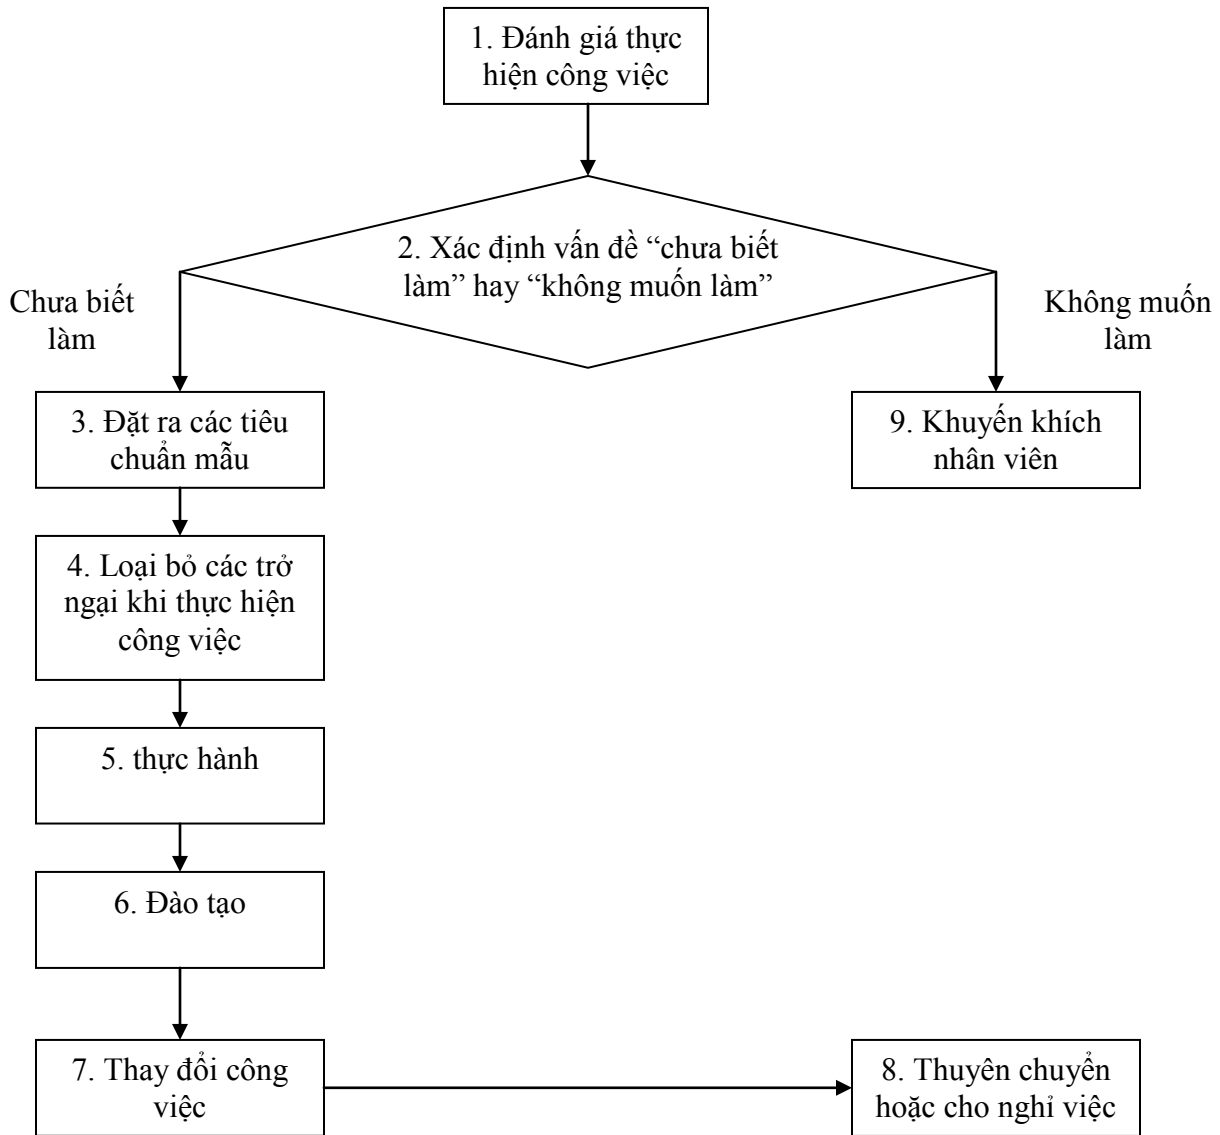 1. Đánh giá thực
hiện công việc
2. Xác định vấn đề “chưa biết
làm” hay “không muốn làm”
Chưa biết
làm
Không muốn
làm
3. Đặt ra các tiêu
chuẩn mẫu
9. Khuyến khích
nhân viên
4. Loại bỏ các trở
ngại khi thực hiện
công việc
5. thực hành
6. Đào tạo
7. Thay đổi công
việc
8. Thuyên chuyển
hoặc cho nghỉ việc